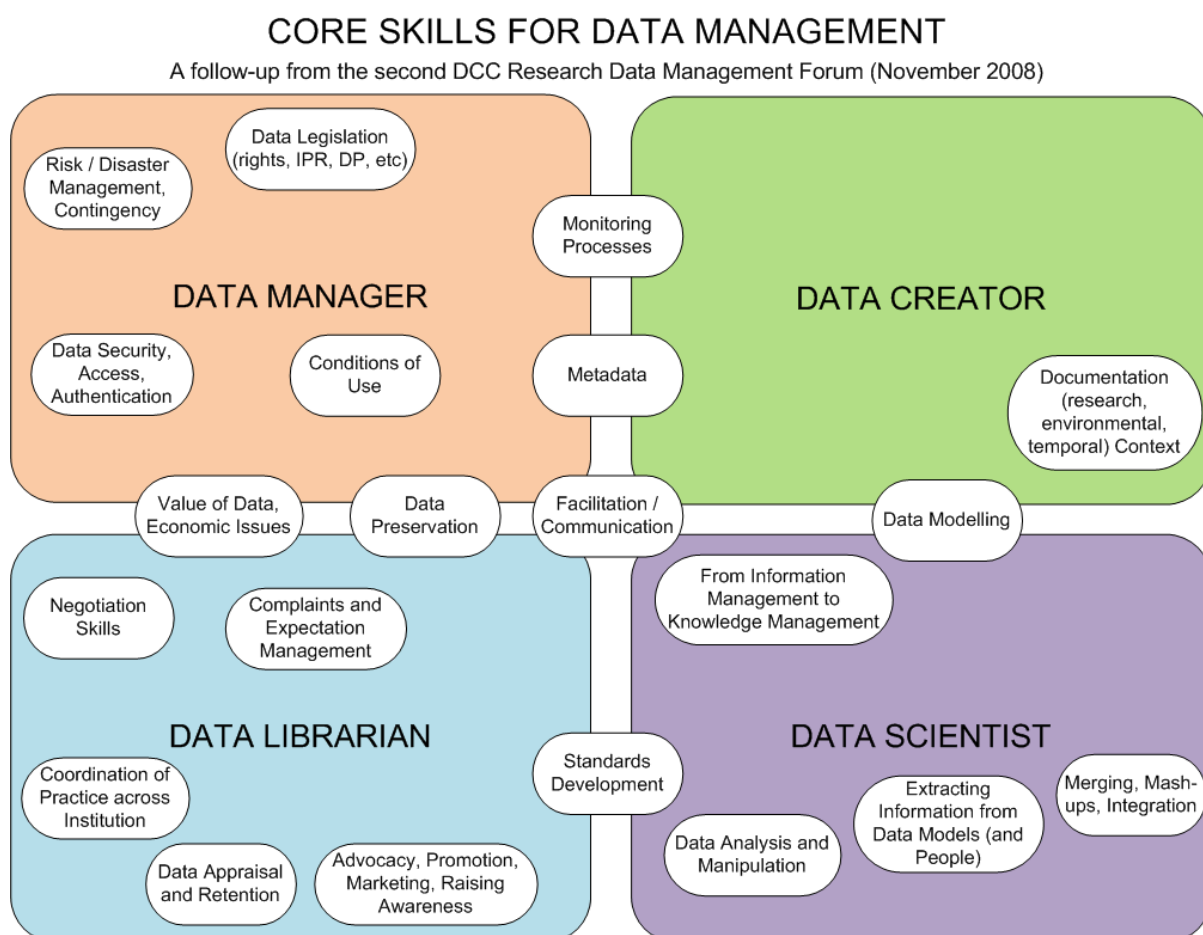 CORE SKILLS FOR DATA MANAGEMENT
A follow-up from the second DCC Research Data Management Forum (November 2008)
Data Legislation
(rights, IPR, DP, etc)
Risk / Disaster
Management,
Contingency
Monitoring
Processes
DATA MANAGER
DATA CREATOR
Data Security,
Access,
Authentication
Conditions of
Use
Metadata
Documentation
(research,
environmental,
temporal) Context
Value of Data,
Economic Issues
Data
Preservation
Facilitation /
Communication
Data Modelling
Negotiation
Skills
Complaints and
Expectation
Management
From Information
Management to
Knowledge Management
DATA LIBRARIAN
DATA SCIENTIST
Coordination of
Practice across
Institution
Standards
Development
Merging, Mash-
ups, Integration
Extracting
Information from
Data Models (and
People)
Data Analysis and
Manipulation
Data Appraisal
and Retention
Advocacy, Promotion,
Marketing, Raising
Awareness